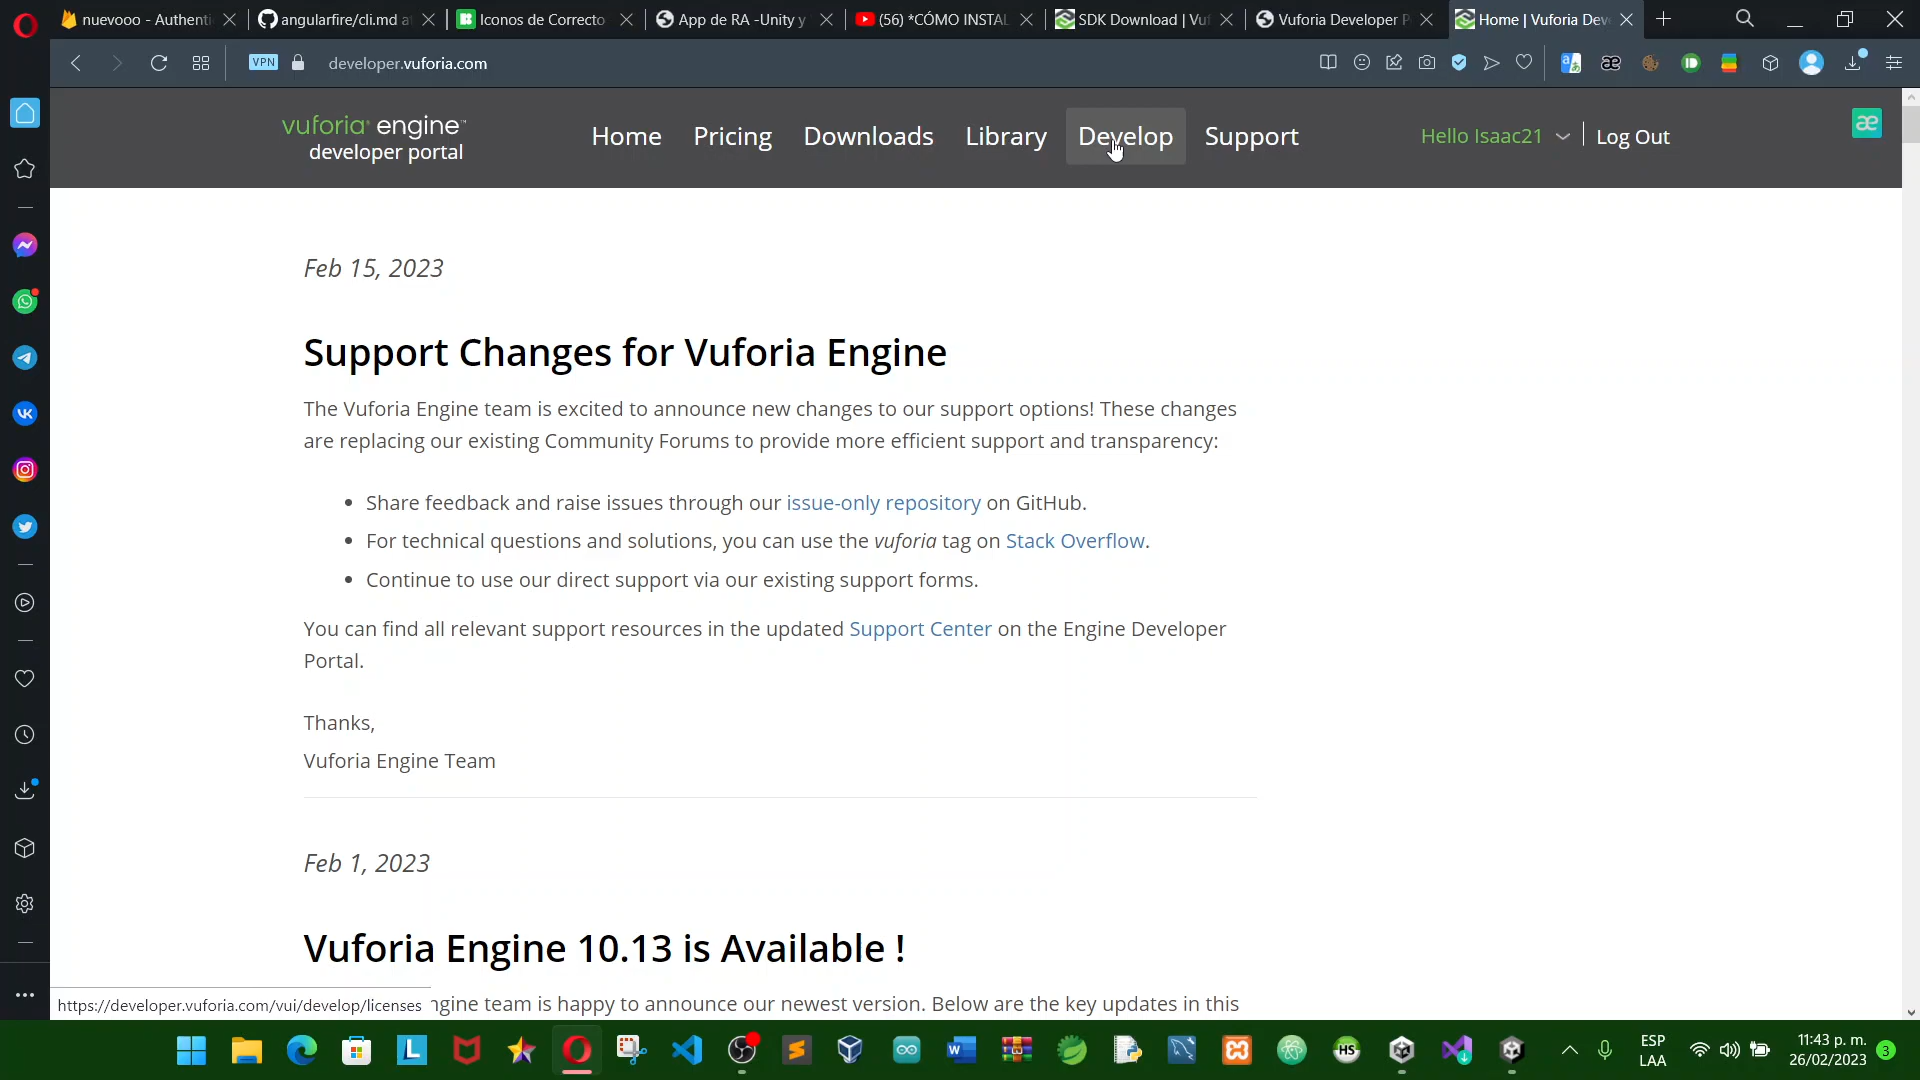 nuevooo - Authenti
angularfire/cli.md a
Iconos de Correcto
App de RA -Unity y
(56) *CÓMO INSTAL
SDK Download | Vu
Vuforia Developer P
Home | Vuforia Dev
VPN
developer.vuforia.com
vuforia® engine™
developer portal
Home
Pricing
Downloads
Library
Develop
Support
Hello Isaac21
Log Out
Feb 15, 2023
Support Changes for Vuforia Engine
The Vuforia Engine team is excited to announce new changes to our support options! These changes
are replacing our existing Community Forums to provide more efficient support and transparency:
• Share feedback and raise issues through our issue-only repository on GitHub.
• For technical questions and solutions, you can use the vuforia tag on Stack Overflow.
• Continue to use our direct support via our existing support forms.
You can find all relevant support resources in the updated Support Center on the Engine Developer
Portal.
Thanks,
Vuforia Engine Team
Feb 1, 2023
Vuforia Engine 10.13 is Available !
https://developer.vuforia.com/vui/develop/licenses
ngine team is happy to announce our newest version. Below are the key updates in this
ESP
LAA
11:43 p. m.
26/02/2023
3